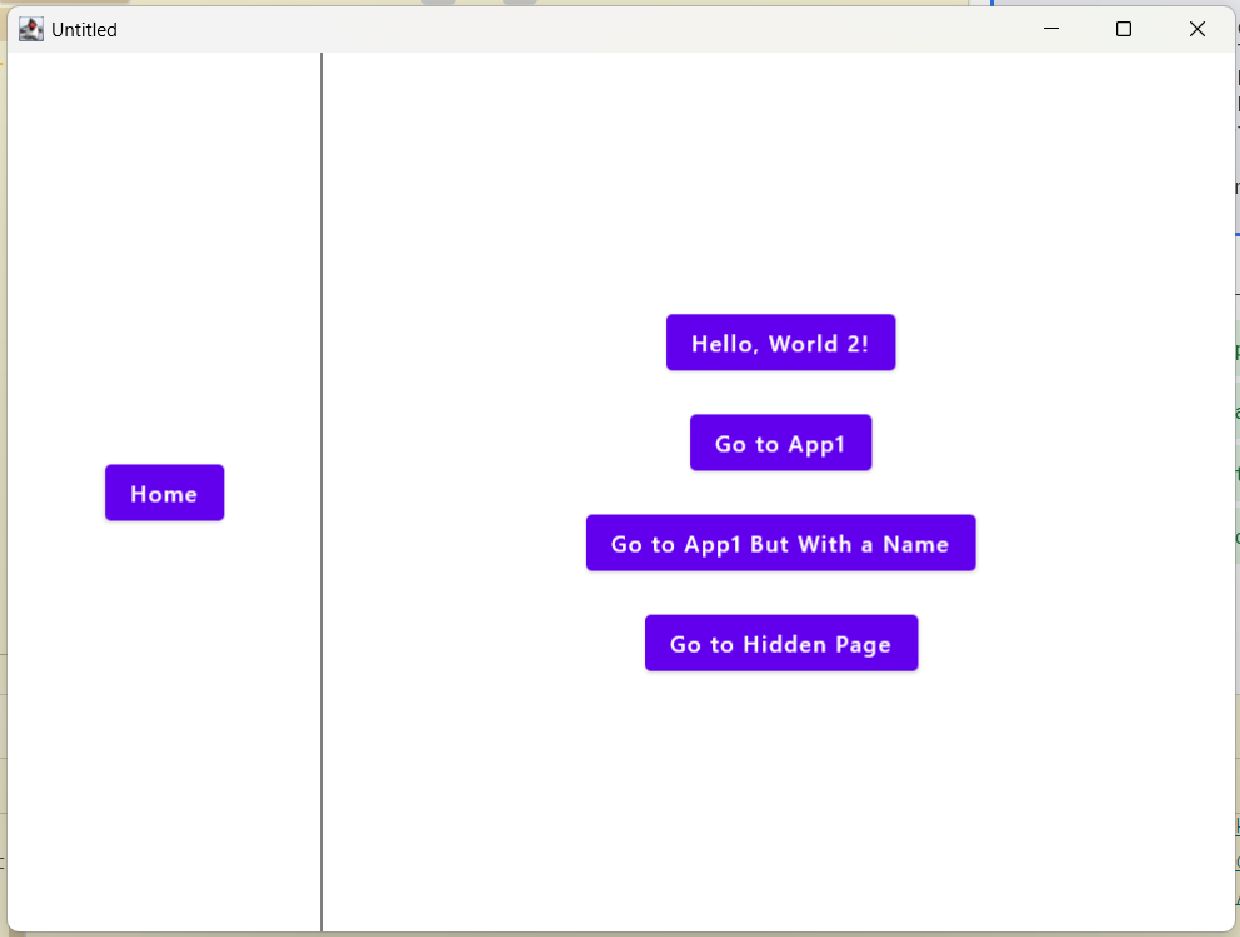 Untitled
Home
Hello, World 2!
Go to App1
Go to App1 But With a Name
Go to Hidden Page